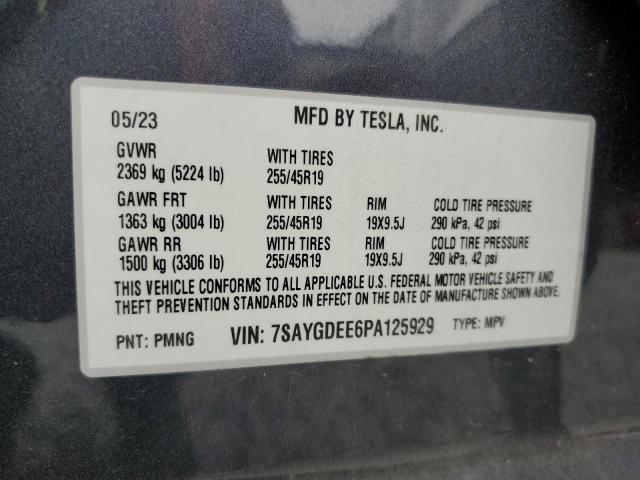 05/23 MFD BY TESLA, INC.
GVWR WITH TIRES
2369 kg (5224 lb) 255/45R19
GAWR FRT WITH TIRES RIM COLD TIRE PRESSURE
1363 kg (3004 lb) 255/45R19 19X9.5J 290 kPa, 42 psi
GAWR RR WITH TIRES RIM COLD TIRE PRESSURE
1500 kg (3306 lb) 255/45R19 19X9.5J 290 kPa, 42 psi
THIS VEHICLE CONFORMS TO ALL APPLICABLE U.S. FEDERAL MOTOR VEHICLE SAFETY AND
THEFT PREVENTION STANDARDS IN EFFECT ON THE DATE OF MANUFACTURE SHOWN ABOVE.
PNT: PMNG VIN: 7SAYGDEE6PA125929 TYPE: MPV